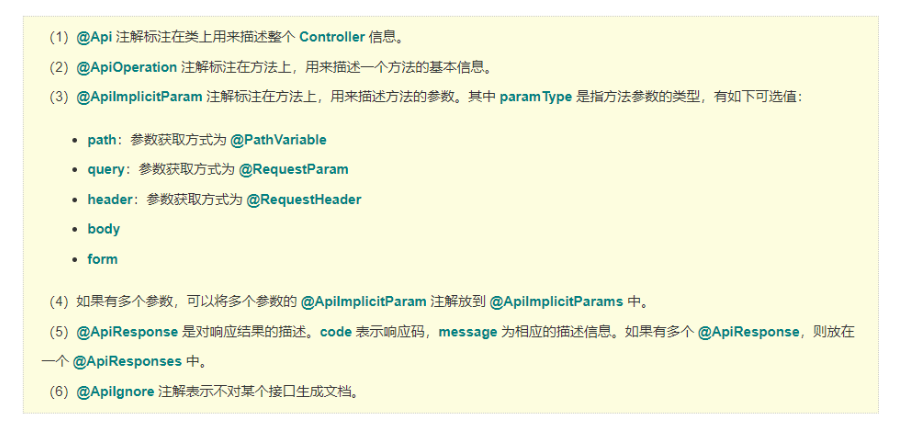 （1）@Api 注解标注在类上用来描述整个 Controller 信息。
（2）@ApiOperation 注解标注在方法上，用来描述一个方法的基本信息。
（3）@ApiImplicitParam 注解标注在方法上，用来描述方法的参数。其中 paramType 是指方法参数的类型，有如下可选值：
• path：参数获取方式为 @PathVariable
• query：参数获取方式为 @RequestParam
• header：参数获取方式为 @RequestHeader
• body
• form
（4）如果有多个参数，可以将多个参数的 @ApiImplicitParam 注解放到 @ApiImplicitParams 中。
（5）@ApiResponse 是对响应结果的描述。code 表示响应码，message 为相应的描述信息。如果有多个 @ApiResponse，则放在
一个 @ApiResponses 中。
（6）@ApiIgnore 注解表示不对某个接口生成文档。